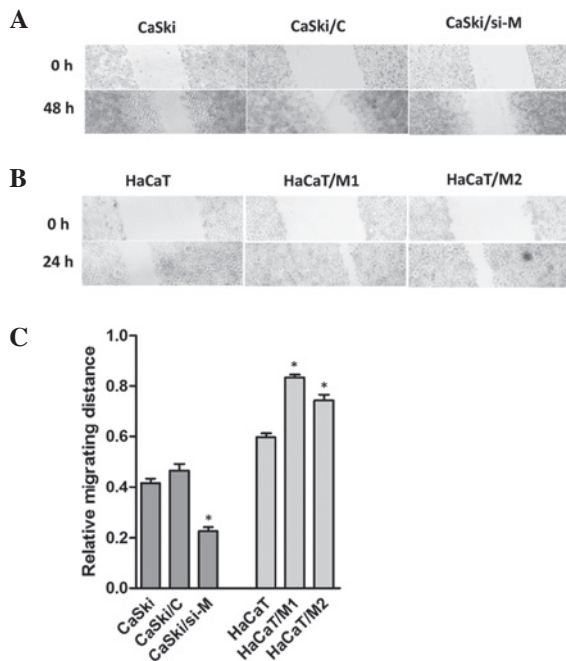 A
CaSki CaSki/C CaSki/si-M
0 h
48 h
B
HaCaT HaCaT/M1 HaCaT/M2
0 h
24 h
C
Relative migrating distance
1.0
0.8
0.6
0.4
0.2
0.0
* * *
CaSki CaSki/C CaSki/si-M HaCaT HaCaT/M1 HaCaT/M2